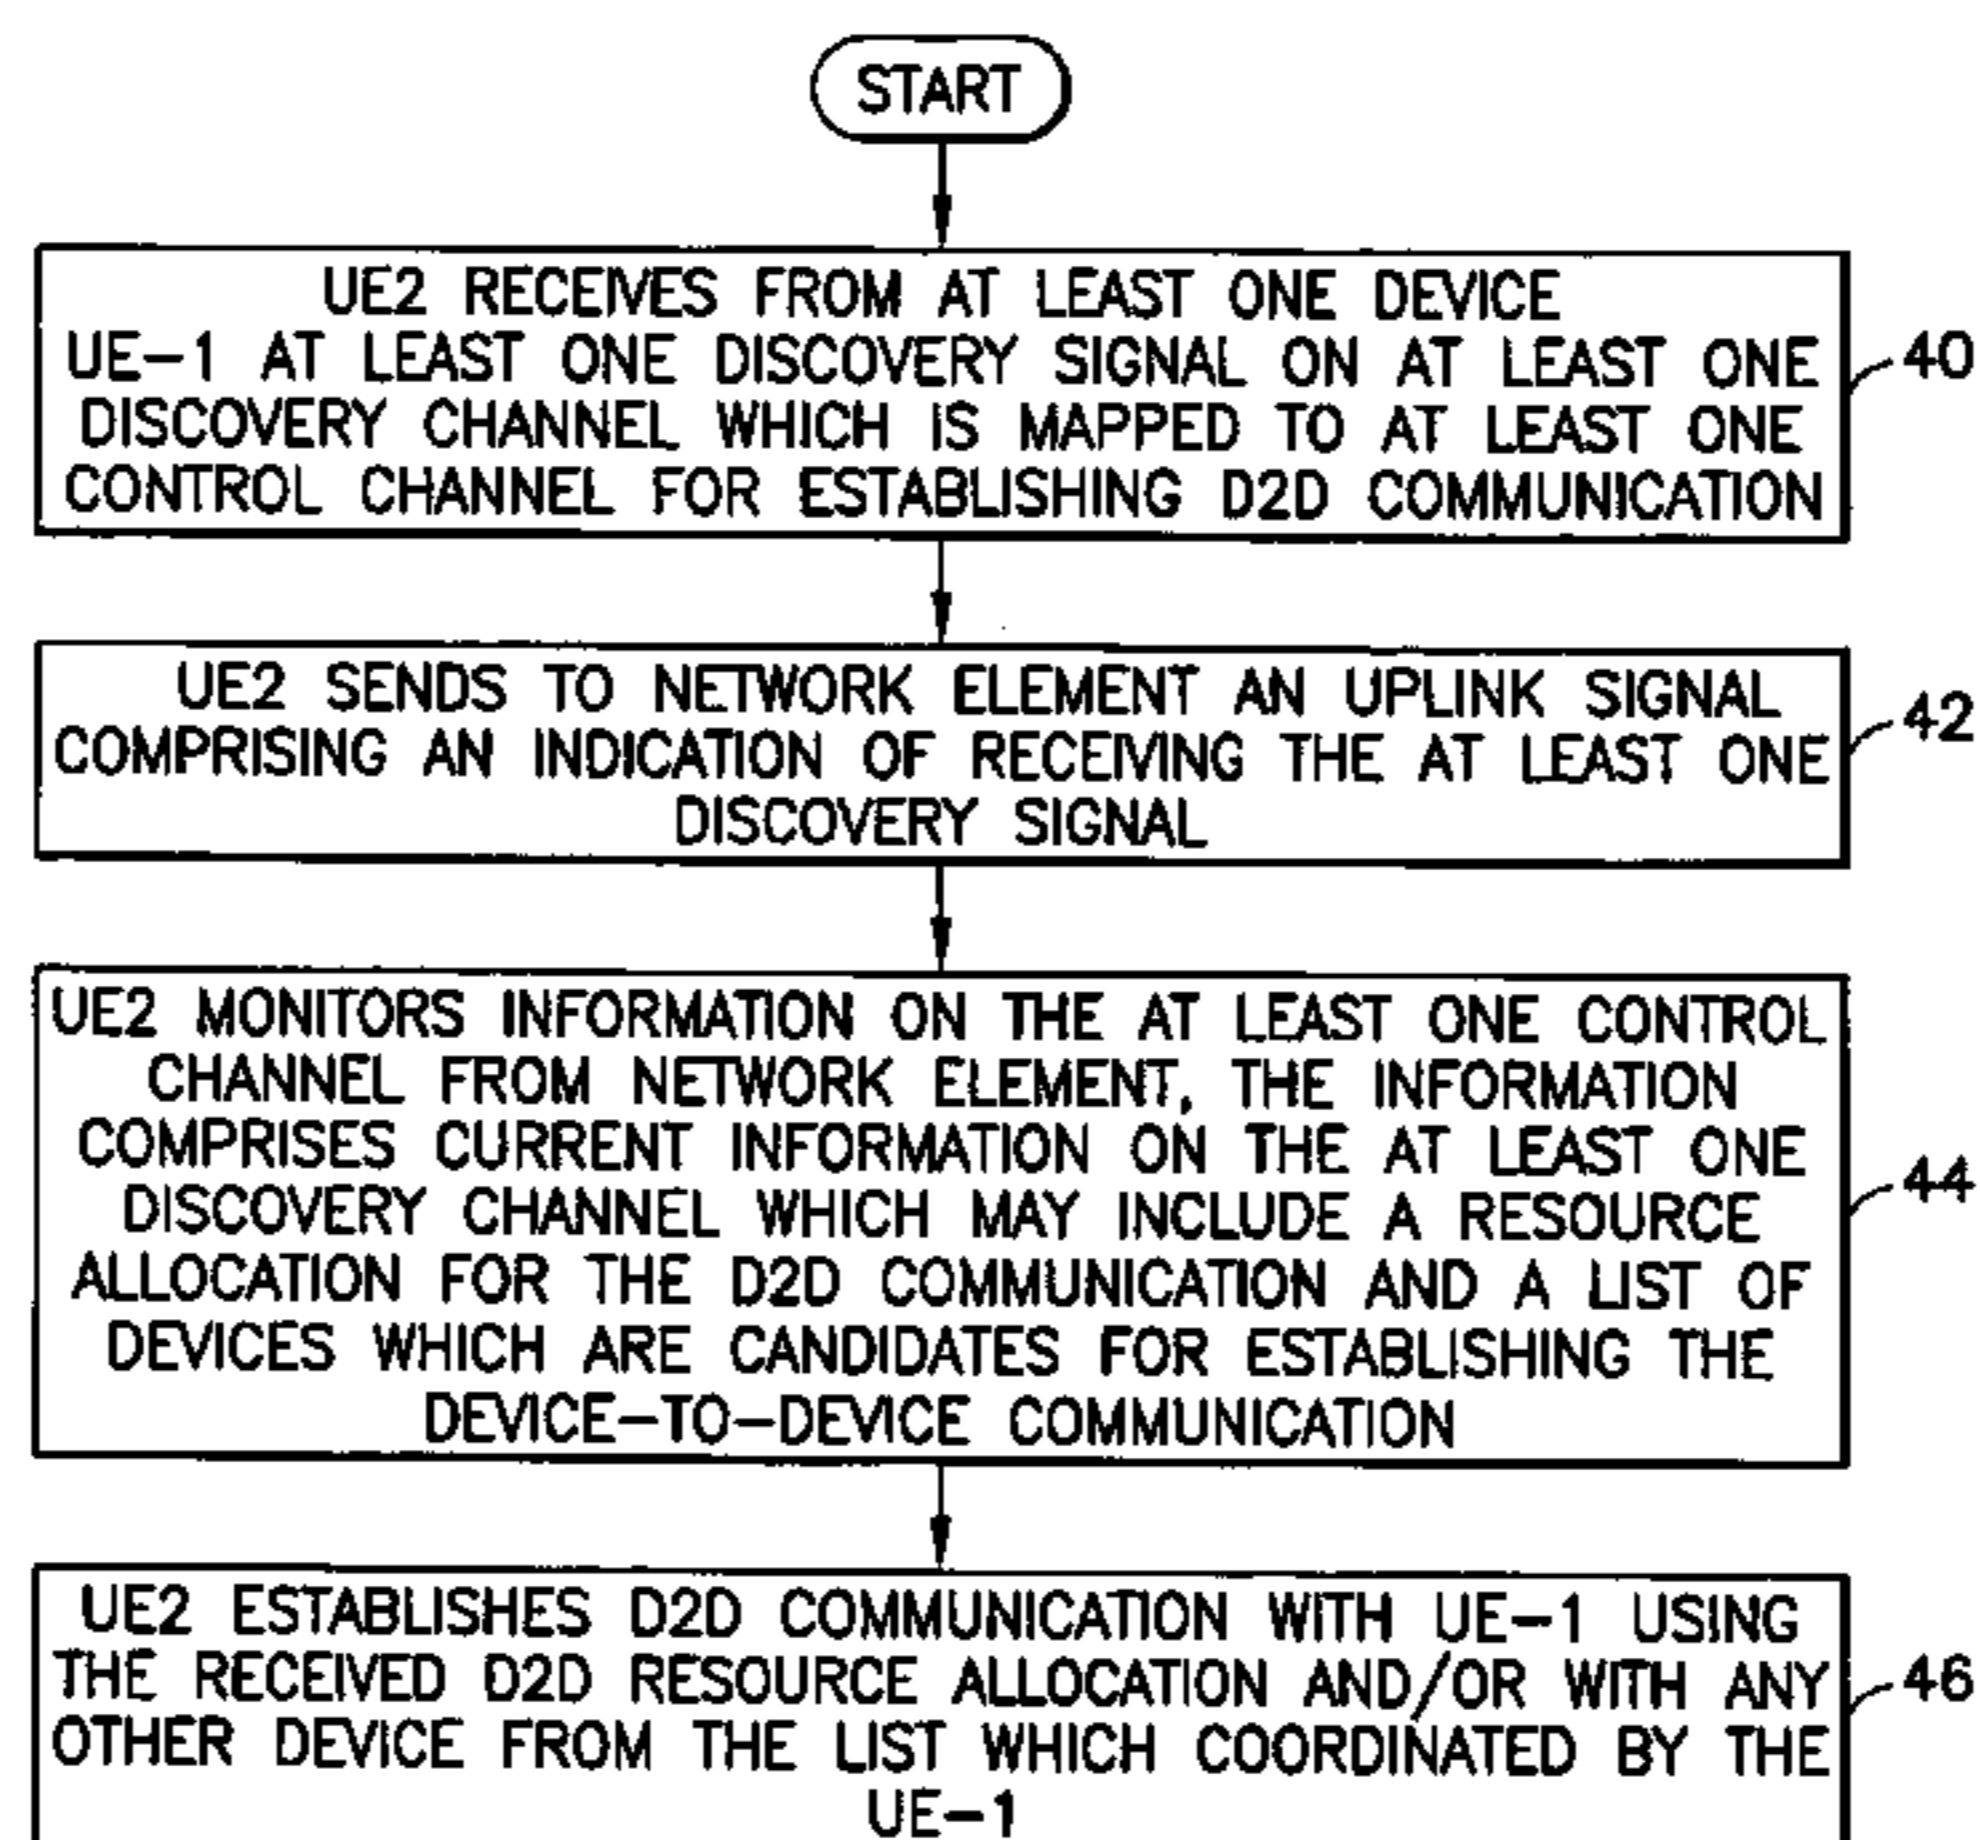 START
UE2 RECEIVES FROM AT LEAST ONE DEVICE
UE-1 AT LEAST ONE DISCOVERY SIGNAL ON AT LEAST ONE
DISCOVERY CHANNEL WHICH IS MAPPED TO AT LEAST ONE
CONTROL CHANNEL FOR ESTABLISHING D2D COMMUNICATION
40
UE2 SENDS TO NETWORK ELEMENT AN UPLINK SIGNAL
COMPRISING AN INDICATION OF RECEIVING THE AT LEAST ONE
DISCOVERY SIGNAL
42
UE2 MONITORS INFORMATION ON THE AT LEAST ONE CONTROL
CHANNEL FROM NETWORK ELEMENT, THE INFORMATION
COMPRISES CURRENT INFORMATION ON THE AT LEAST ONE
DISCOVERY CHANNEL WHICH MAY INCLUDE A RESOURCE
ALLOCATION FOR THE D2D COMMUNICATION AND A LIST OF
DEVICES WHICH ARE CANDIDATES FOR ESTABLISHING THE
DEVICE-TO-DEVICE COMMUNICATION
44
UE2 ESTABLISHES D2D COMMUNICATION WITH UE-1 USING
THE RECEIVED D2D RESOURCE ALLOCATION AND/OR WITH ANY
OTHER DEVICE FROM THE LIST WHICH COORDINATED BY THE
UE-1
46